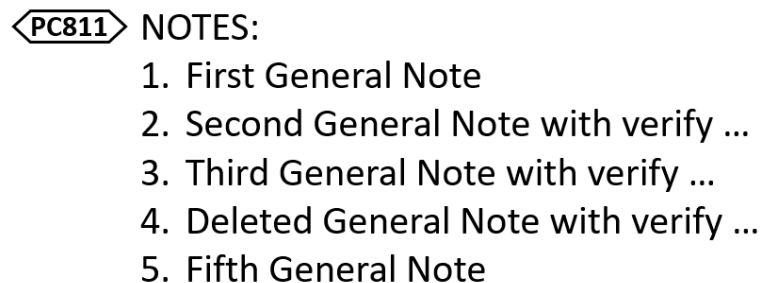 PC811 NOTES:
1. First General Note
2. Second General Note with verify ...
3. Third General Note with verify ...
4. Deleted General Note with verify ...
5. Fifth General Note